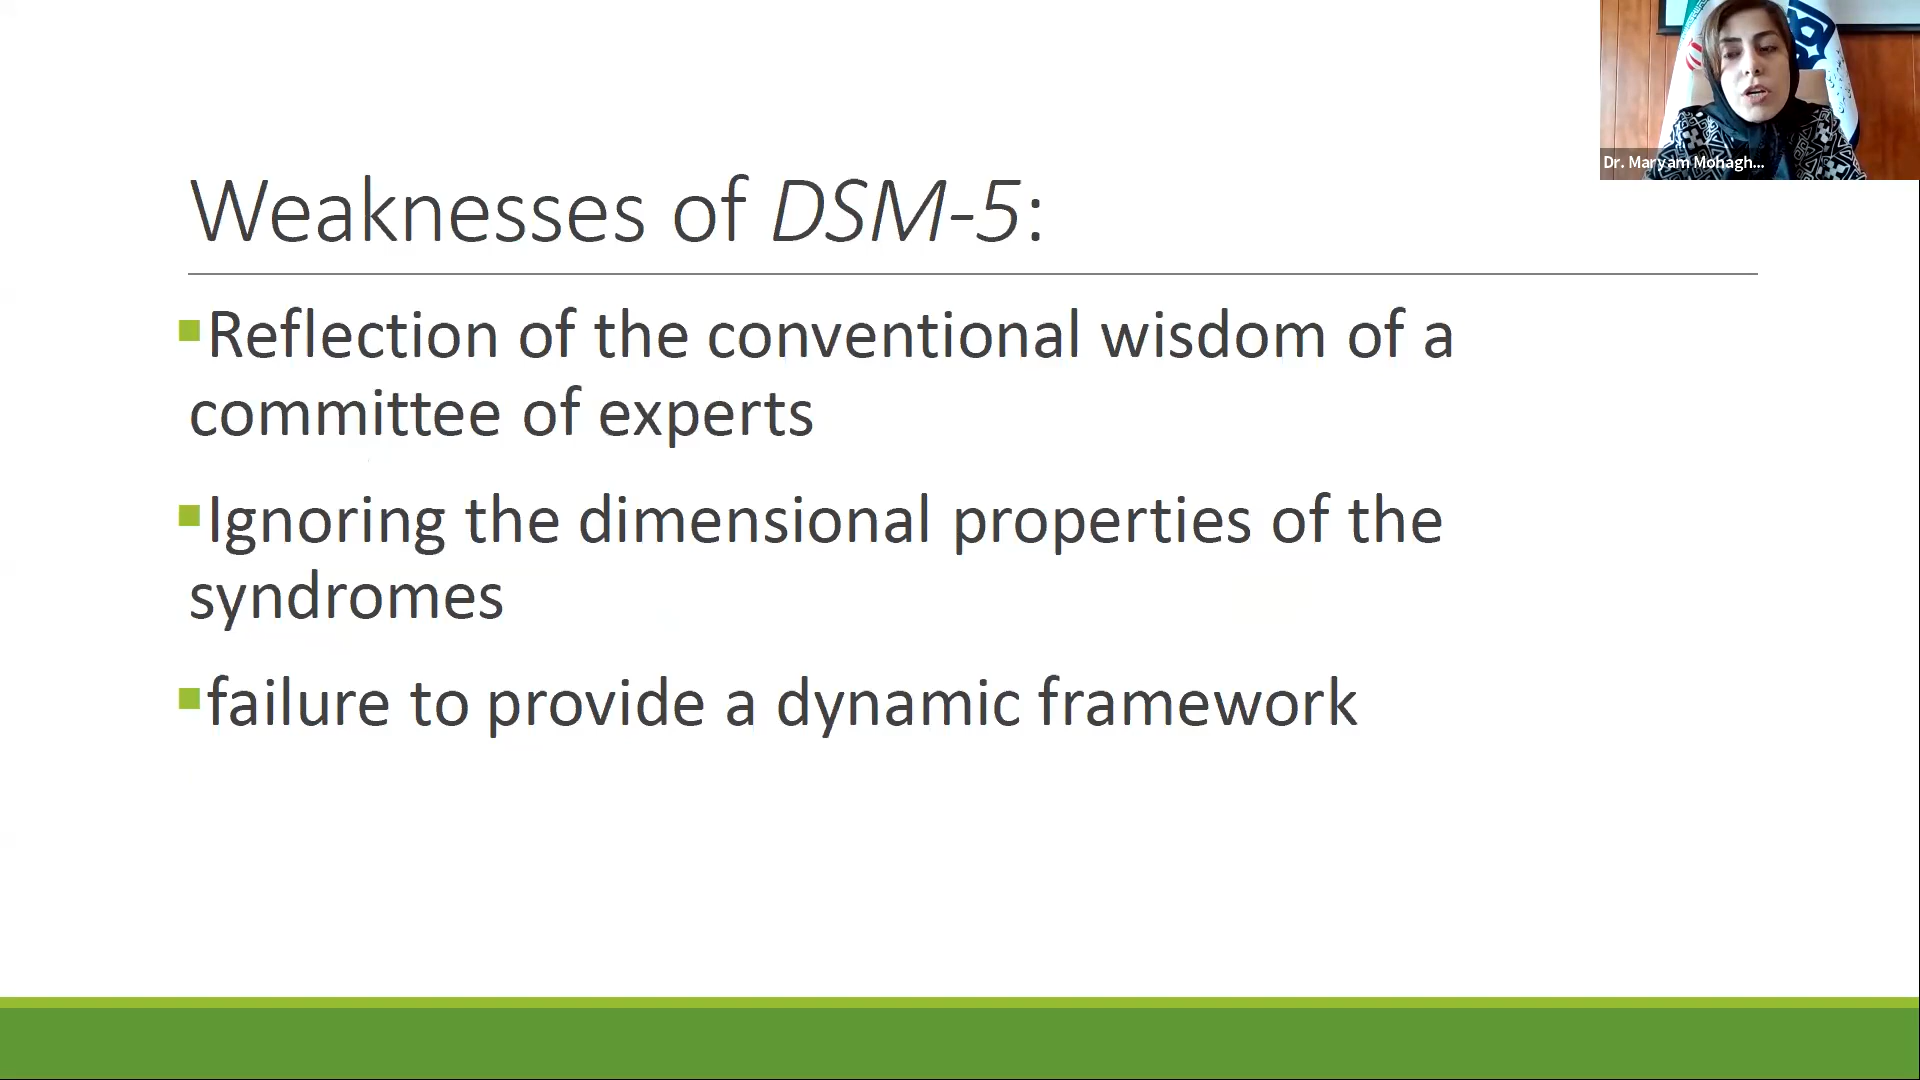 Weaknesses of DSM-5:
Reflection of the conventional wisdom of a
committee of experts
Ignoring the dimensional properties of the
syndromes
failure to provide a dynamic framework
Dr. Maryam Mohagh...